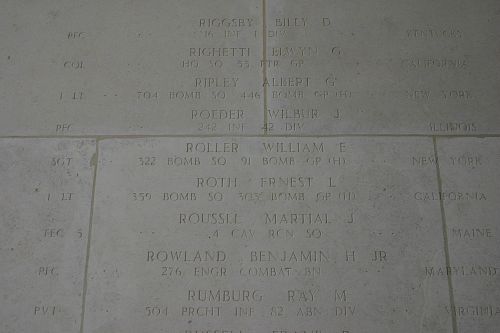 RIGGSBY BILLY D
PFC INF DIV KENTUCKY
RIGHETTI ELWYN G
COL HQ SQ 55 FTR GP CALIFORNIA
RIPLEY ALBERT G
1 LT 704 BOMB SQ 446 BOMB GP (H) NEW YORK
ROEDER WILBUR J
PFC 242 INF 42 DIV ILLINOIS
ROLLER WILLIAM E
SGT 322 BOMB SQ 91 BOMB GP (H) NEW YORK
ROTH ERNEST L
1 LT 359 BOMB SQ 303 BOMB GP (H) CALIFORNIA
ROUSSEL MARTIAL J
TEC 5 4 CAV RCN SQ MAINE
ROWLAND BENJAMIN H JR
PFC 276 ENGR COMBAT BN MARYLAND
RUMBURG RAY M
PVT 504 PRCHT INF 82 ABN DIV VIRGINIA